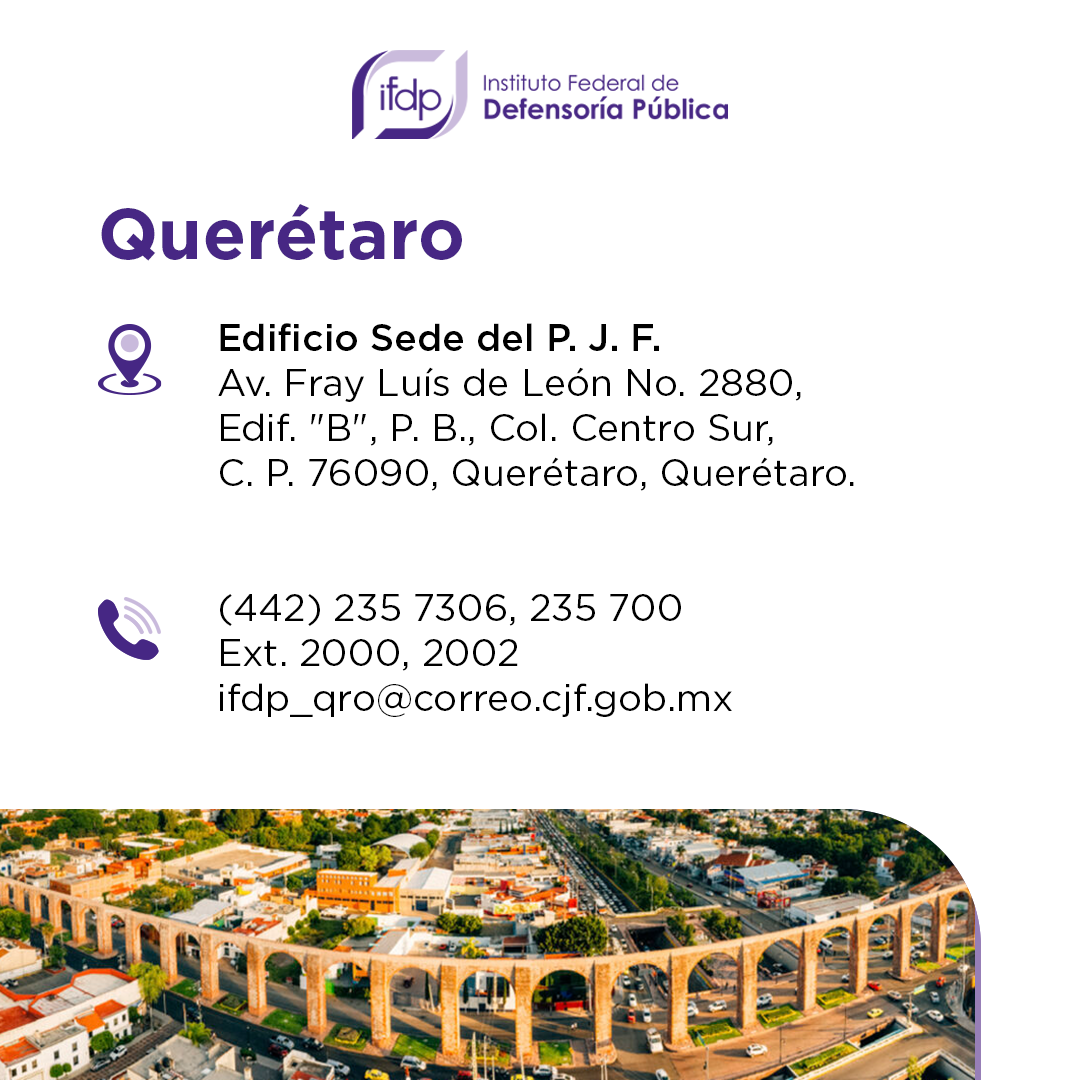 ifdp
Instituto Federal de
Defensoría Pública
Querétaro
Edificio Sede del P. J. F.
Av. Fray Luís de León No. 2880,
Edif. "B", P. B., Col. Centro Sur,
C. P. 76090, Querétaro, Querétaro.
(442) 235 7306, 235 700
Ext. 2000, 2002
ifdp_qro@correo.cjf.gob.mx